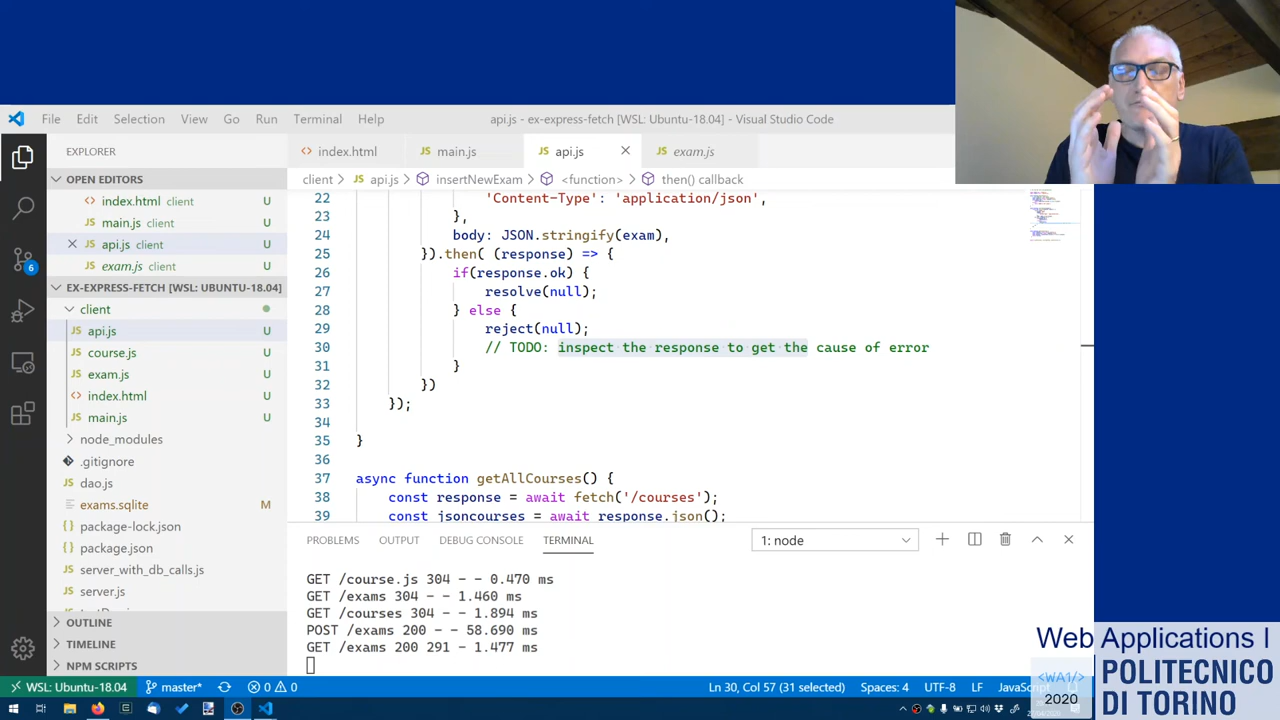 File Edit Selection View Go Run Terminal Help
api.js - ex-express-fetch [WSL: Ubuntu-18.04] - Visual Studio Code
EXPLORER
index.html
main.js
api.js
exam.js
OPEN EDITORS
index.html client
main.js client U
api.js client U
exam.js client U
EX-EXPRESS-FETCH [WSL: UBUNTU-18.04]
client
api.js U
course.js U
exam.js U
index.html U
main.js U
node_modules
.gitignore
dao.js U
exams.sqlite M
package-lock.json U
package.json U
server_with_db_calls.js U
server.js U
OUTLINE
TIMELINE
NPM SCRIPTS
6
client > api.js > insertNewExam > <function> > then() callback
22 'Content-Type': 'application/json',
23 },
24 body: JSON.stringify(exam),
25 }).then( (response) => {
26 if(response.ok) {
27 resolve(null);
28 } else {
29 reject(null);
30 // TODO: inspect the response to get the cause of error
31 }
32 })
33 });
34
35 }
36
37 async function getAllCourses() {
38 const response = await fetch('/courses');
39 const jsoncourses = await response.json();
PROBLEMS OUTPUT DEBUG CONSOLE TERMINAL
1: node
GET /course.js 304 - - 0.470 ms
GET /exams 304 - - 1.460 ms
GET /courses 304 - - 1.894 ms
POST /exams 200 - - 58.690 ms
GET /exams 200 291 - 1.477 ms
WSL: Ubuntu-18.04 master* 0 0
Ln 30, Col 57 (31 selected) Spaces: 4 UTF-8 LF JavaScript
Web Applications I
<WA1/>
2020
POLITECNICO
DI TORINO